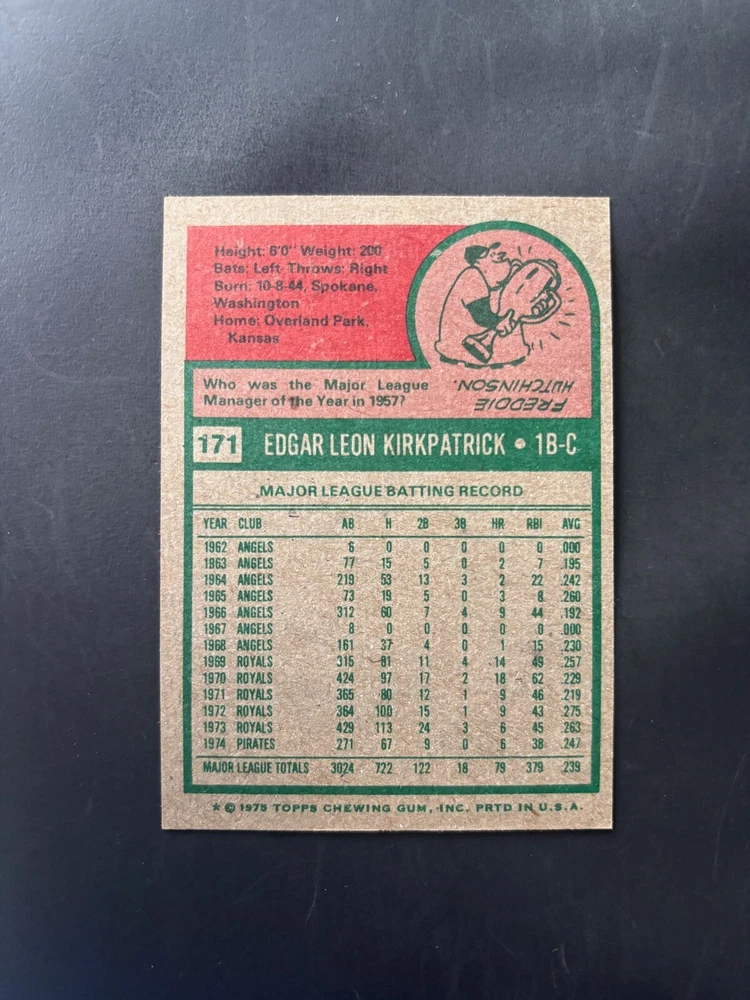 Height: 6'0" Weight: 200
Bats: Left Throws: Right
Born: 10-8-44, Spokane,
Washington
Home: Overland Park,
Kansas
Who was the Major League
Manager of the Year in 1957?
FREDDIE
HUTCHINSON.
171 EDGAR LEON KIRKPATRICK • 1B-C
MAJOR LEAGUE BATTING RECORD
YEAR CLUB AB H 2B 3B HR RBI AVG
1962 ANGELS 6 0 0 0 0 0 .000
1963 ANGELS 77 15 5 0 2 7 .195
1964 ANGELS 219 53 13 3 2 22 .242
1965 ANGELS 73 19 5 0 3 8 .260
1966 ANGELS 312 60 7 4 9 44 .192
1967 ANGELS 8 0 0 0 0 0 .000
1968 ANGELS 161 37 4 0 1 15 .230
1969 ROYALS 315 81 11 4 14 49 .257
1970 ROYALS 424 97 17 2 18 62 .229
1971 ROYALS 365 80 12 1 9 46 .219
1972 ROYALS 364 100 15 1 9 43 .275
1973 ROYALS 429 113 24 3 6 45 .263
1974 PIRATES 271 67 9 0 6 38 .247
MAJOR LEAGUE TOTALS 3024 722 122 18 79 379 .239
* © 1975 TOPPS CHEWING GUM, INC. PRTD IN U.S.A.